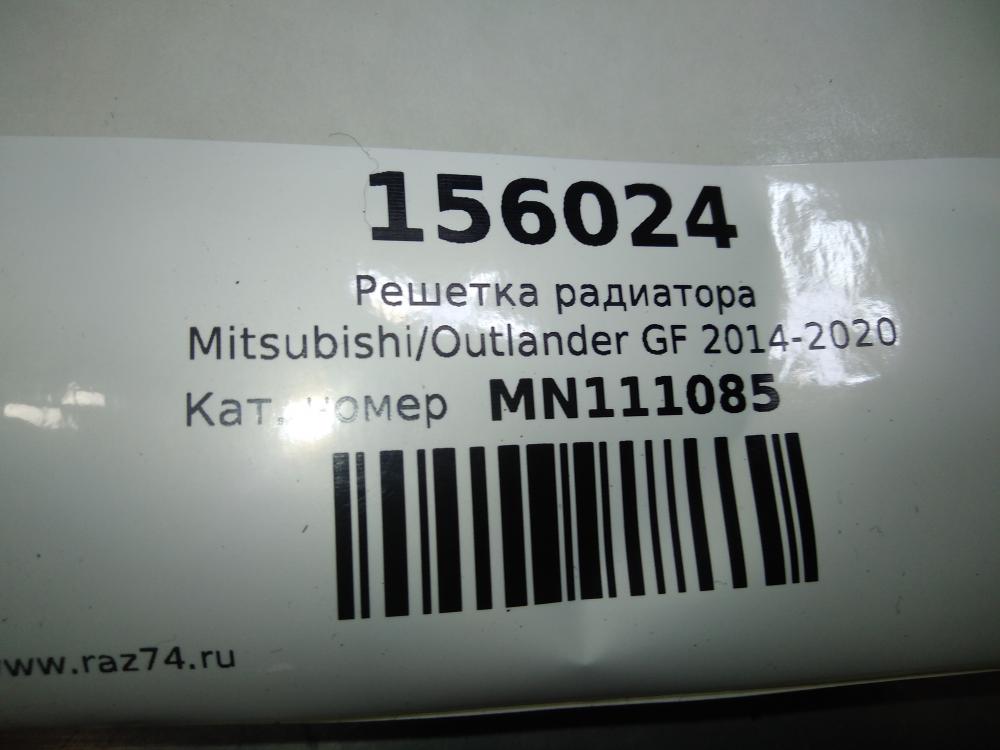 156024
Решетка радиатора
Mitsubishi/Outlander GF 2014-2020
Кат. номер MN111085
www.raz74.ru